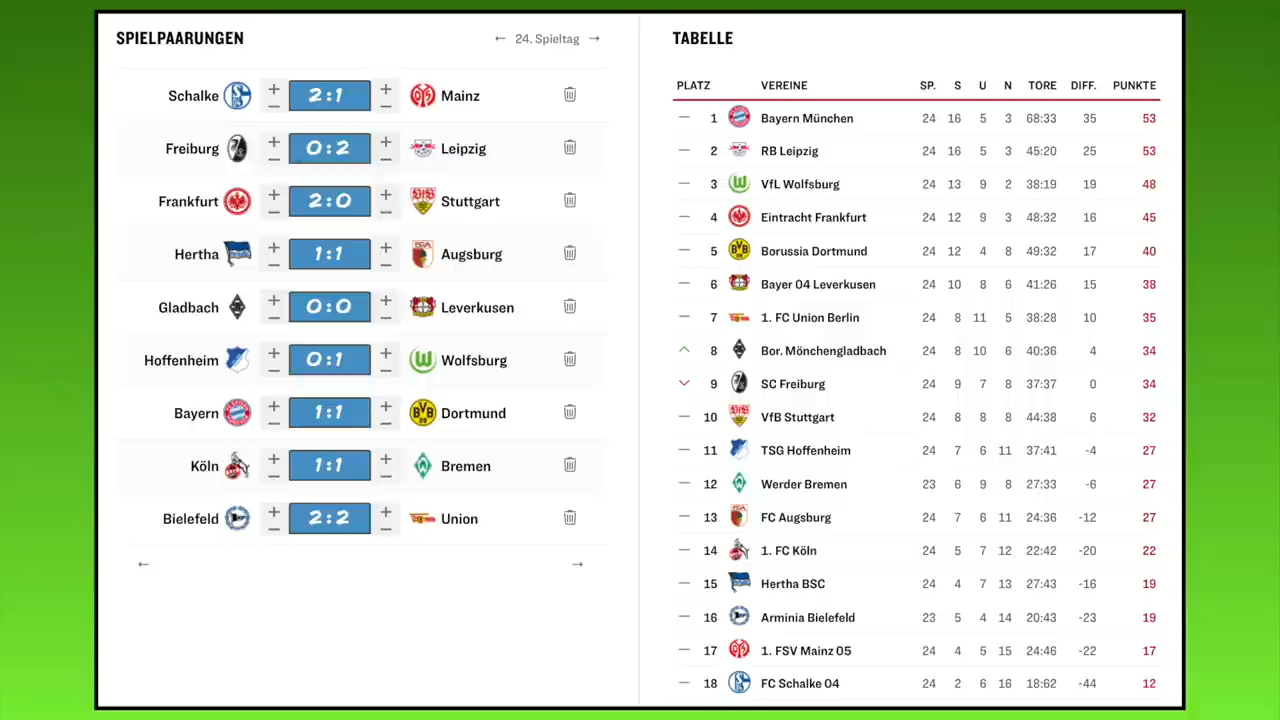 SPIELPAARUNGEN
← 24. Spieltag →
Schalke + − 2:1 + − Mainz
Freiburg + − 0:2 + − Leipzig
Frankfurt + − 2:0 + − Stuttgart
Hertha + − 1:1 + − Augsburg
Gladbach + − 0:0 + − Leverkusen
Hoffenheim + − 0:1 + − Wolfsburg
Bayern + − 1:1 + − Dortmund
Köln + − 1:1 + − Bremen
Bielefeld + − 2:2 + − Union
← →
TABELLE
PLATZ VEREINE SP. S U N TORE DIFF. PUNKTE
1 Bayern München 24 16 5 3 68:33 35 53
2 RB Leipzig 24 16 5 3 45:20 25 53
3 VfL Wolfsburg 24 13 9 2 38:19 19 48
4 Eintracht Frankfurt 24 12 9 3 48:32 16 45
5 Borussia Dortmund 24 12 4 8 49:32 17 40
6 Bayer 04 Leverkusen 24 10 8 6 41:26 15 38
7 1. FC Union Berlin 24 8 11 5 38:28 10 35
8 Bor. Mönchengladbach 24 8 10 6 40:36 4 34
9 SC Freiburg 24 9 7 8 37:37 0 34
10 VfB Stuttgart 24 8 8 8 44:38 6 32
11 TSG Hoffenheim 24 7 6 11 37:41 -4 27
12 Werder Bremen 23 6 9 8 27:33 -6 27
13 FC Augsburg 24 7 6 11 24:36 -12 27
14 1. FC Köln 24 5 7 12 22:42 -20 22
15 Hertha BSC 24 4 7 13 27:43 -16 19
16 Arminia Bielefeld 23 5 4 14 20:43 -23 19
17 1. FSV Mainz 05 24 4 5 15 24:46 -22 17
18 FC Schalke 04 24 2 6 16 18:62 -44 12